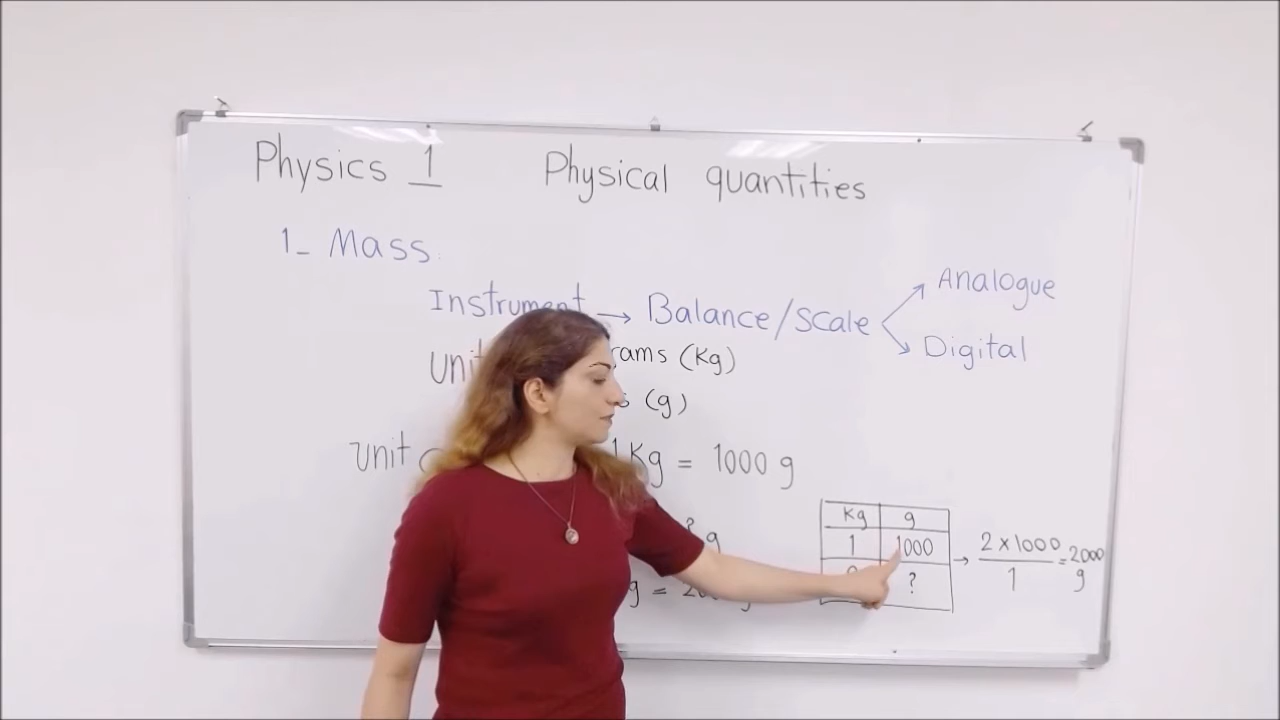 Physics 1 Physical quantities
1_ Mass:
Instrument → Balance/Scale
Analogue
Digital
(Kg)
(g)
Unit 1 Kg = 1000 g
? g
g =
Kg g
1 1000
?
→ 2 x 1000 / 1 = 2000 g